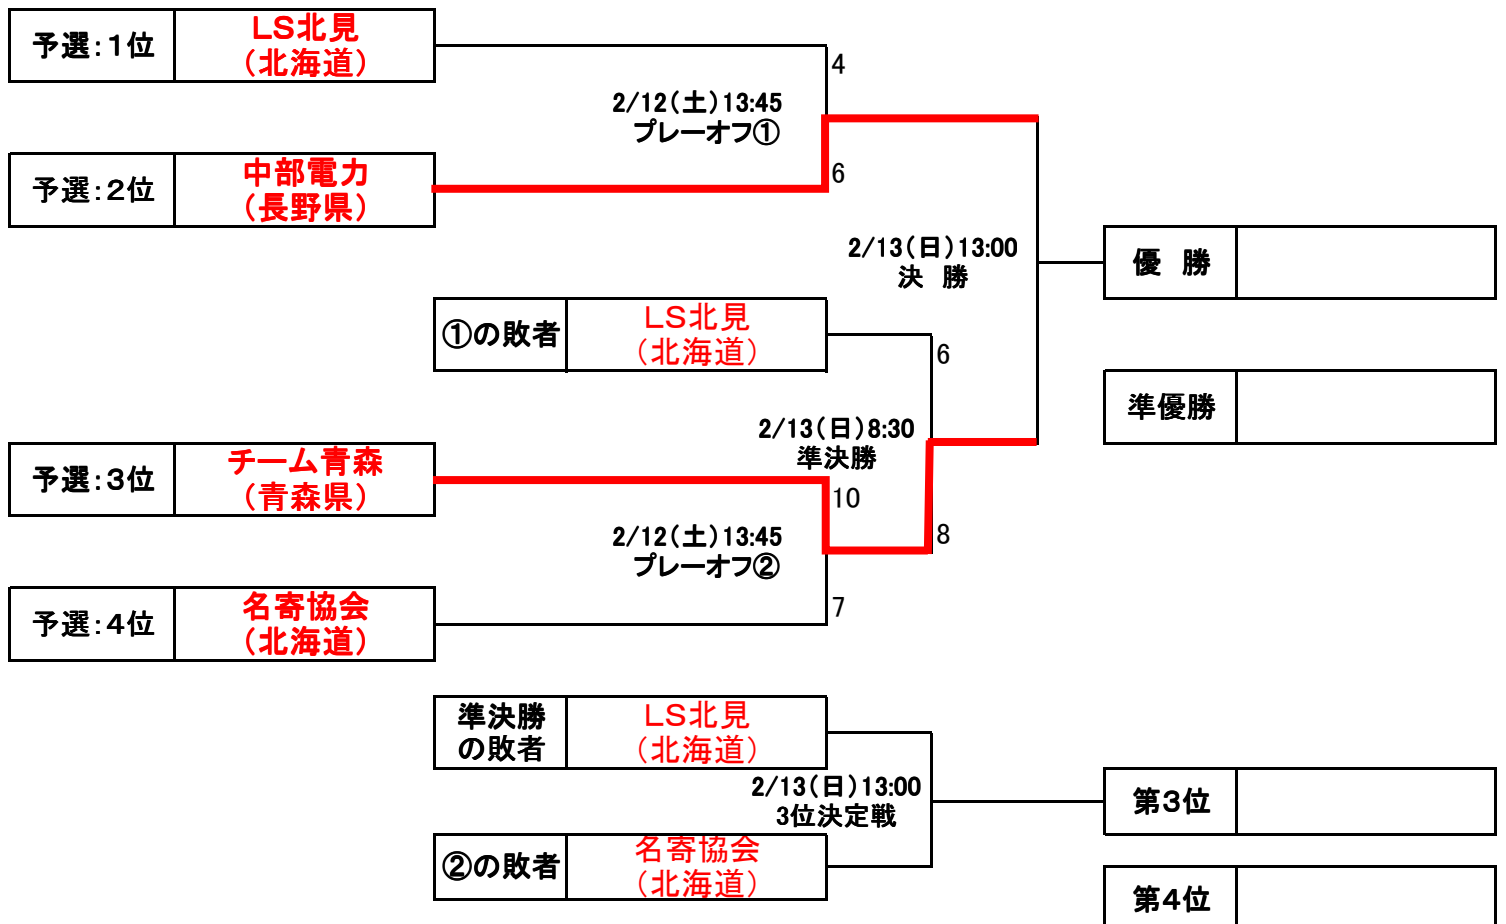 予選：１位
ＬＳ北見
（北海道）
4
2/12（土）13:45
プレーオフ①
予選：２位
中部電力
（長野県）
6
2/13（日）13:00
決　勝
優　勝
①の敗者
ＬＳ北見
（北海道）
6
準優勝
2/13（日）8:30
準決勝
予選：３位
チーム青森
（青森県）
10
2/12（土）13:45
プレーオフ②
8
予選：４位
名寄協会
（北海道）
7
準決勝
の敗者
ＬＳ北見
（北海道）
2/13（日）13:00
3位決定戦
第３位
②の敗者
名寄協会
（北海道）
第４位